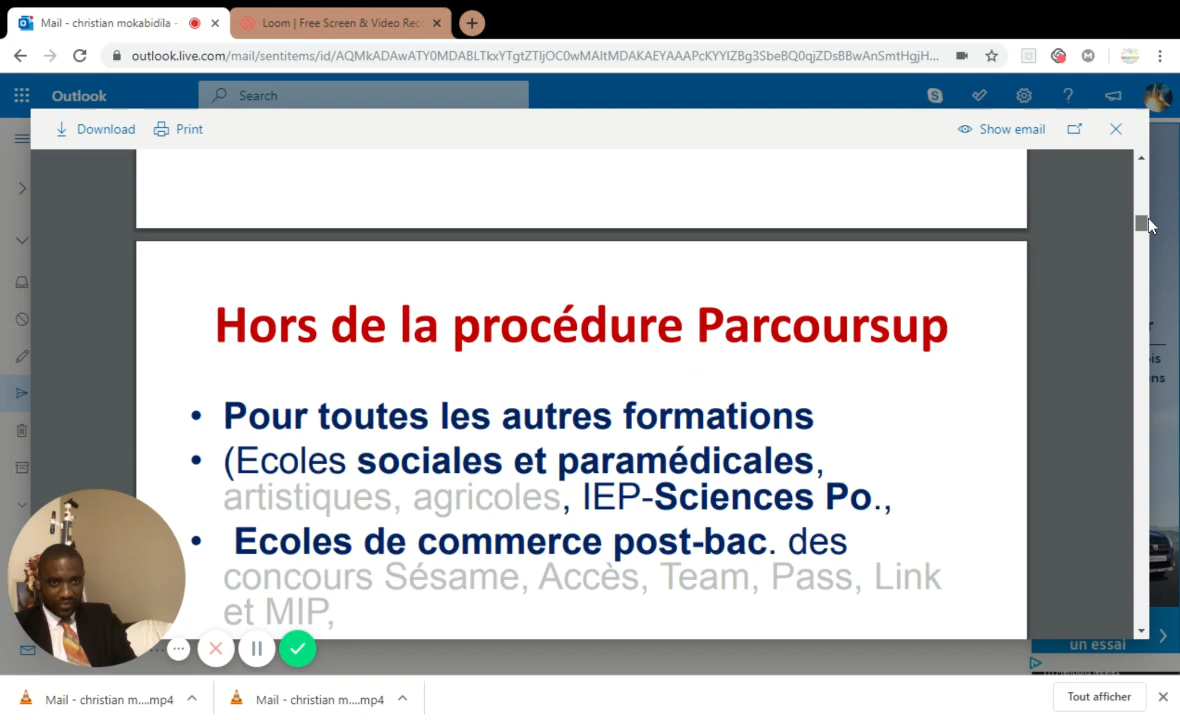 Mail - christian mokabidila -
Loom | Free Screen & Video Rec
outlook.live.com/mail/sentitems/id/AQMkADAwATY0MDABLTkxYTgtZTljOC0wMAItMDAKAEYAAAPcKYYIZBg3SbeBQ0qjZDsBBwAnSmtHgjH...
Outlook
Search
Download
Print
Show email
Hors de la procédure Parcoursup
• Pour toutes les autres formations
• (Ecoles sociales et paramédicales,
artistiques, agricoles, IEP-Sciences Po.,
• Ecoles de commerce post-bac. des
concours Sésame, Accès, Team, Pass, Link
et MIP,
un essai
Mail - christian m....mp4
Mail - christian m....mp4
Tout afficher